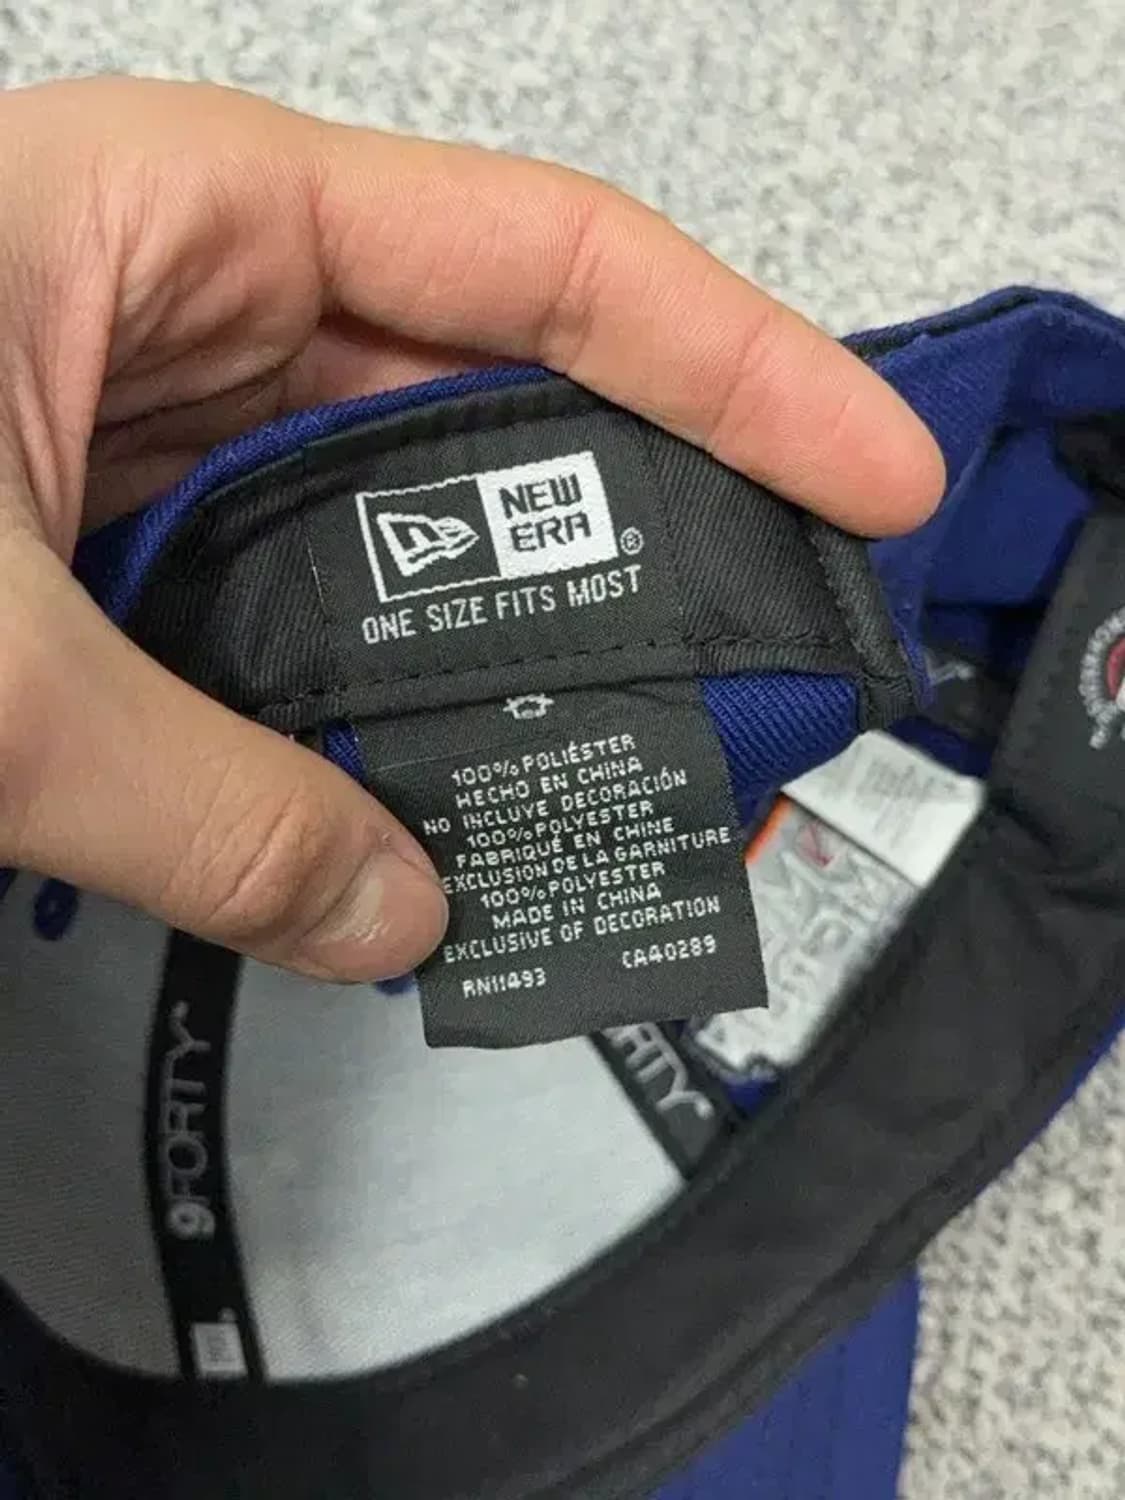 NEW
ERA®
ONE SIZE FITS MOST
100% POLIÉSTER
HECHO EN CHINA
NO INCLUYE DECORACIÓN
100% POLYESTER
FABRIQUÉ EN CHINE
EXCLUSION DE LA GARNITURE
100% POLYESTER
MADE IN CHINA
EXCLUSIVE OF DECORATION
RN11493 CA40289
9FORTY